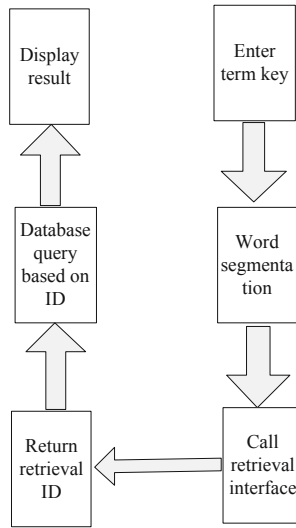 Display
result
Enter
term key
Database
query
based on
ID
Word
segmenta
tion
Return
retrieval
ID
Call
retrieval
interface